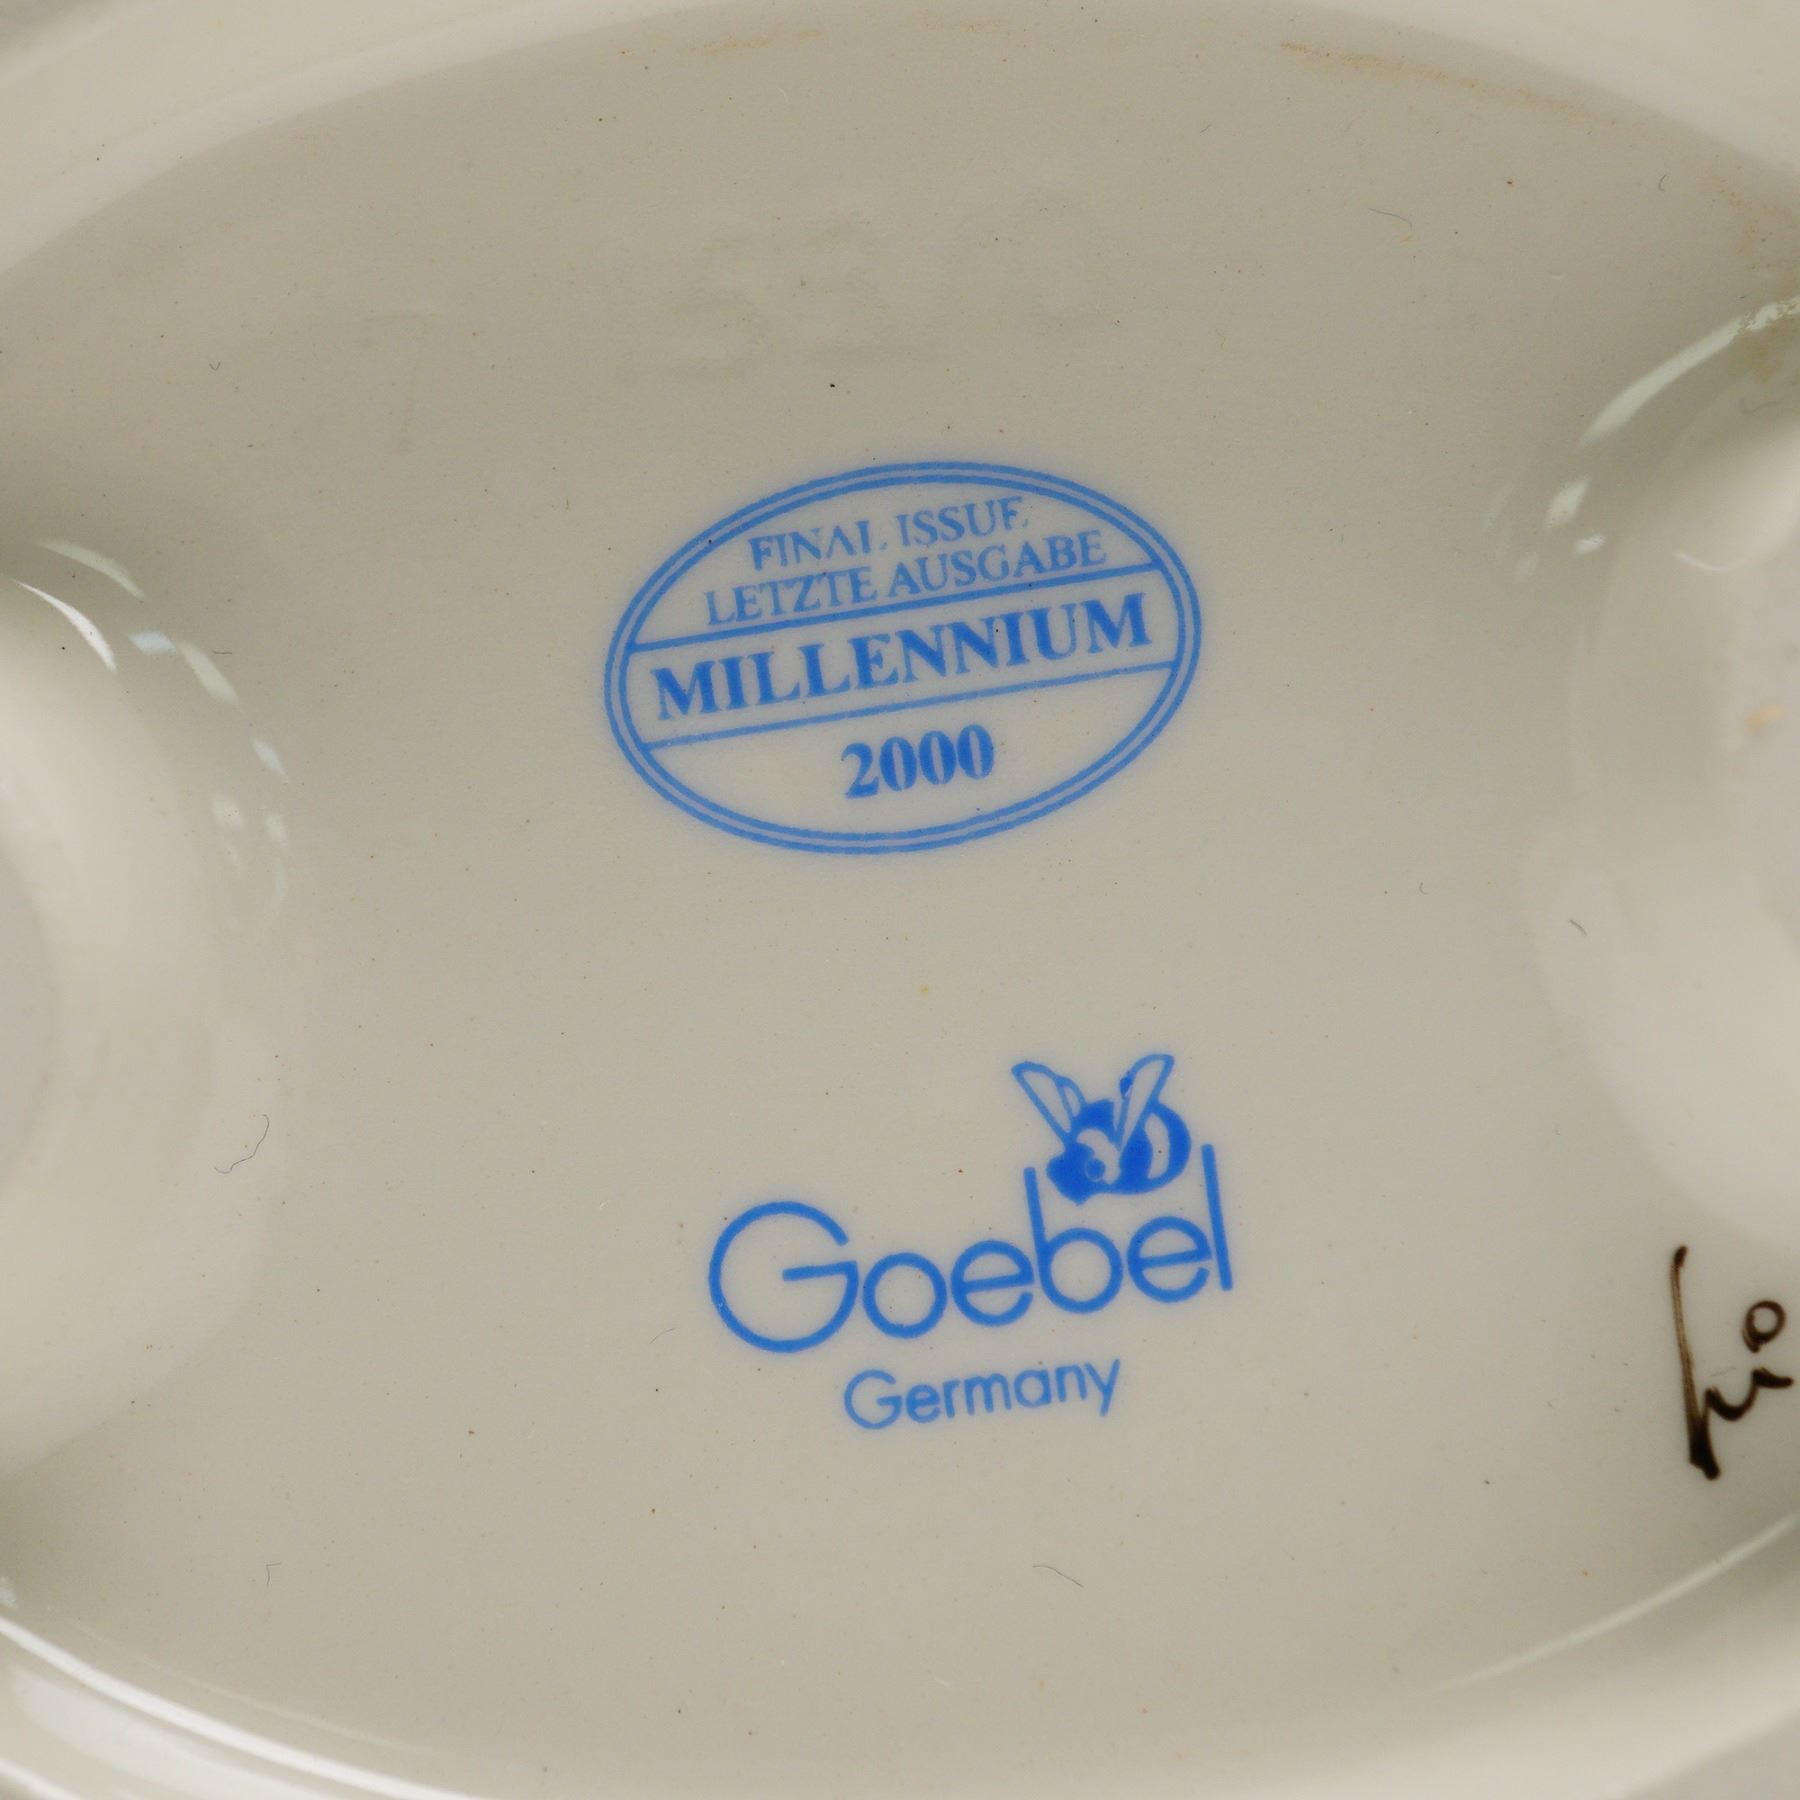 FINAL ISSUE
LETZTE AUSGABE
MILLENNIUM
2000
Goebel
Germany